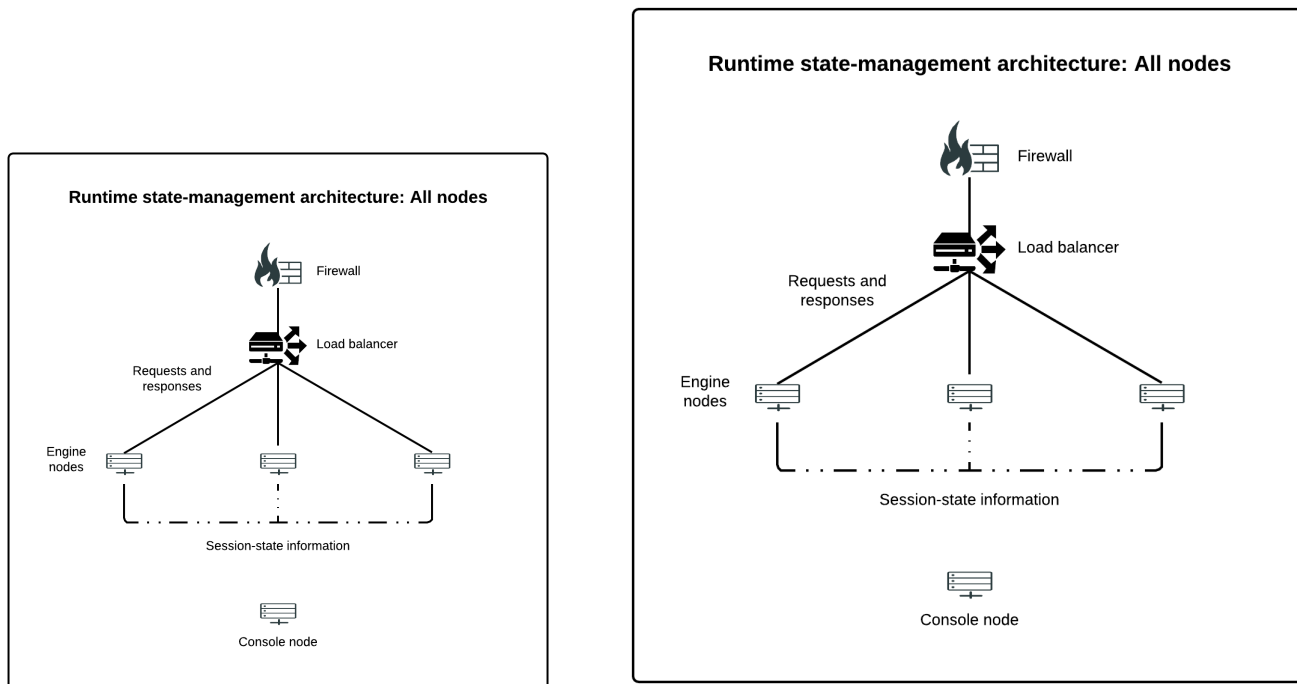 Runtime state-management architecture: All nodes
Firewall
Load balancer
Requests and
responses
Engine
nodes
Session-state information
Console node
Runtime state-management architecture: All nodes
Firewall
Load balancer
Requests and
responses
Engine
nodes
Session-state information
Console node